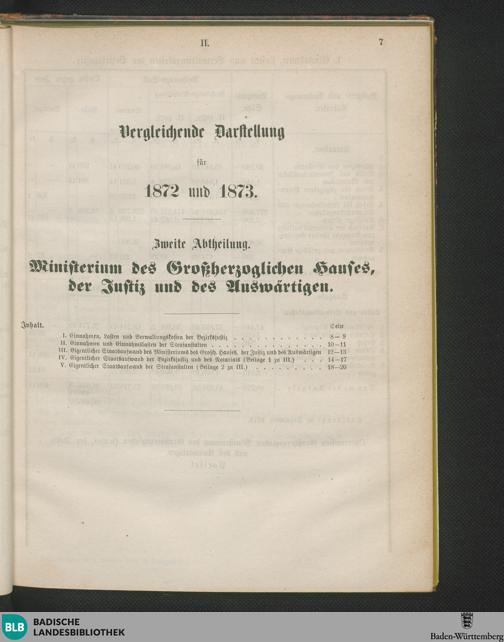 II.
7
Vergleichende Darstellung
für
1872 und 1873.
Zweite Abtheilung.
Ministerium des Großherzoglichen Hauses,
der Justiz und des Auswärtigen.
Inhalt.
Seite
I. Einnahmen, Lasten und Verwaltungskosten der Bezirksjustiz . . . . . . . . . . . . 8—9
II. Einnahmen und Einnahmslasten der Strafanstalten . . . . . . . . . . . . 10—11
III. Eigentlicher Staatsaufwand des Ministeriums des Großh. Hauses, der Justiz und des Auswärtigen 12—13
IV. Eigentlicher Staatsaufwand der Bezirksjustiz und des Notariats (Beilage 1 zu III.) . . . 14—17
V. Eigentlicher Staatsaufwand der Strafanstalten (Beilage 2 zu III.) . . . . . . . . . 18—20
BLB
BADISCHE
LANDESBIBLIOTHEK
Baden-Württemberg